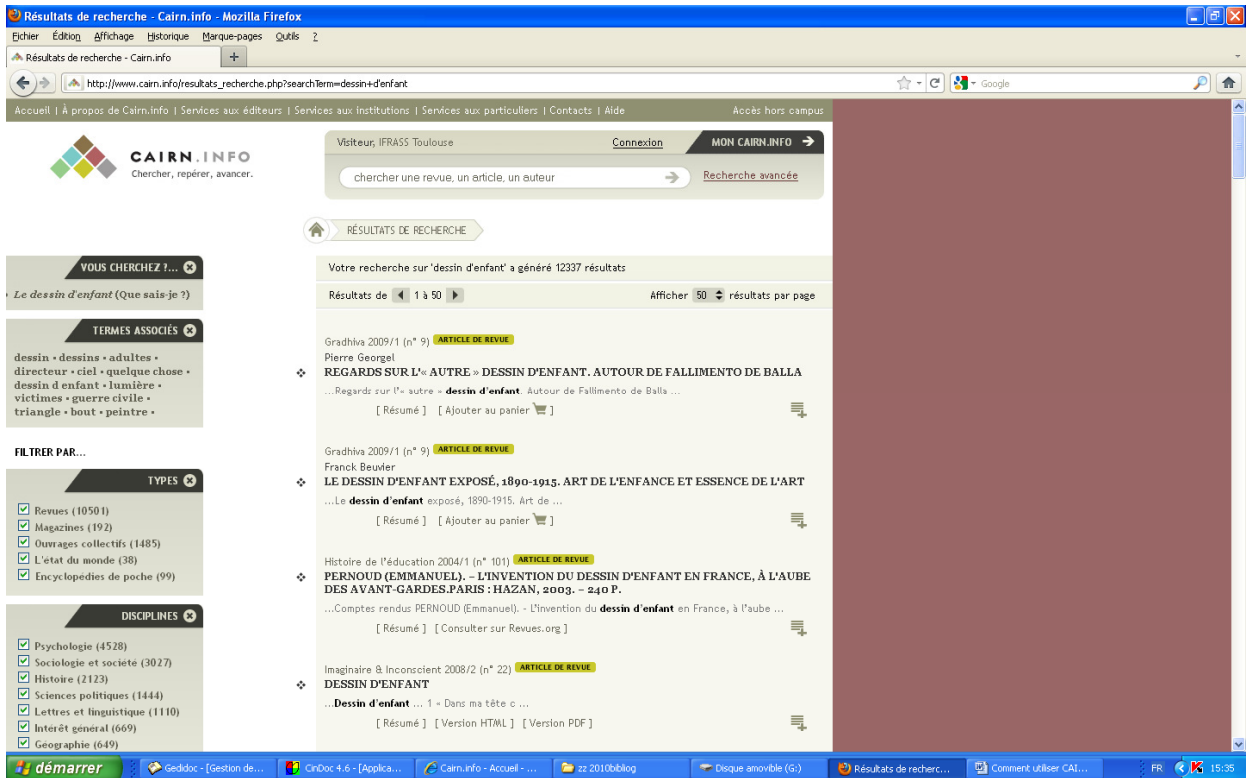 Résultats de recherche - Cairn.info - Mozilla Firefox
Fichier Édition Affichage Historique Marque-pages Outils ?
Résultats de recherche - Cairn.info +
http://www.cairn.info/resultats_recherche.php?searchTerm=dessin+d'enfant
Google
Accueil | À propos de Cairn.info | Services aux éditeurs | Services aux institutions | Services aux particuliers | Contacts | Aide Accès hors campus
CAIRN.INFO
Chercher, repérer, avancer.
Visiteur, IFRASS Toulouse Connexion MON CAIRN.INFO
chercher une revue, un article, un auteur Recherche avancée
RÉSULTATS DE RECHERCHE
VOUS CHERCHEZ ?...
Le dessin d'enfant (Que sais-je ?)
TERMES ASSOCIÉS
dessin • dessins • adultes •
directeur • ciel • quelque chose •
dessin d enfant • lumière •
victimes • guerre civile •
triangle • bout • peintre •
FILTRER PAR...
TYPES
Revues (10501)
Magazines (192)
Ouvrages collectifs (1485)
L'état du monde (38)
Encyclopédies de poche (99)
DISCIPLINES
Psychologie (4528)
Sociologie et société (3027)
Histoire (2123)
Sciences politiques (1444)
Lettres et linguistique (1110)
Intérêt général (669)
Géographie (649)
Votre recherche sur 'dessin d'enfant' a généré 12337 résultats
Résultats de 1 à 50 Afficher 50 résultats par page
Gradhiva 2009/1 (n° 9) ARTICLE DE REVUE
Pierre Georgel
REGARDS SUR L'« AUTRE » DESSIN D'ENFANT. AUTOUR DE FALLIMENTO DE BALLA
...Regards sur l'« autre » dessin d'enfant. Autour de Fallimento de Balla ...
[ Résumé ] [ Ajouter au panier ]
Gradhiva 2009/1 (n° 9) ARTICLE DE REVUE
Franck Beuvier
LE DESSIN D'ENFANT EXPOSÉ, 1890-1915. ART DE L'ENFANCE ET ESSENCE DE L'ART
...Le dessin d'enfant exposé, 1890-1915. Art de ...
[ Résumé ] [ Ajouter au panier ]
Histoire de l'éducation 2004/1 (n° 101) ARTICLE DE REVUE
PERNOUD (EMMANUEL). – L'INVENTION DU DESSIN D'ENFANT EN FRANCE, À L'AUBE
DES AVANT-GARDES.PARIS : HAZAN, 2003. – 240 P.
...Comptes rendus PERNOUD (Emmanuel). - L'invention du dessin d'enfant en France, à l'aube ...
[ Résumé ] [ Consulter sur Revues.org ]
Imaginaire & Inconscient 2008/2 (n° 22) ARTICLE DE REVUE
DESSIN D'ENFANT
...Dessin d'enfant ... 1 « Dans ma tête c ...
[ Résumé ] [ Version HTML ] [ Version PDF ]
démarrer Gedidoc - [Gestion de... CinDoc 4.6 - [Applica... Cairn.info - Accueil - ... zz 2010bibliog Disque amovible (G:) Résultats de recherc... Comment utiliser CAI... FR 15:35